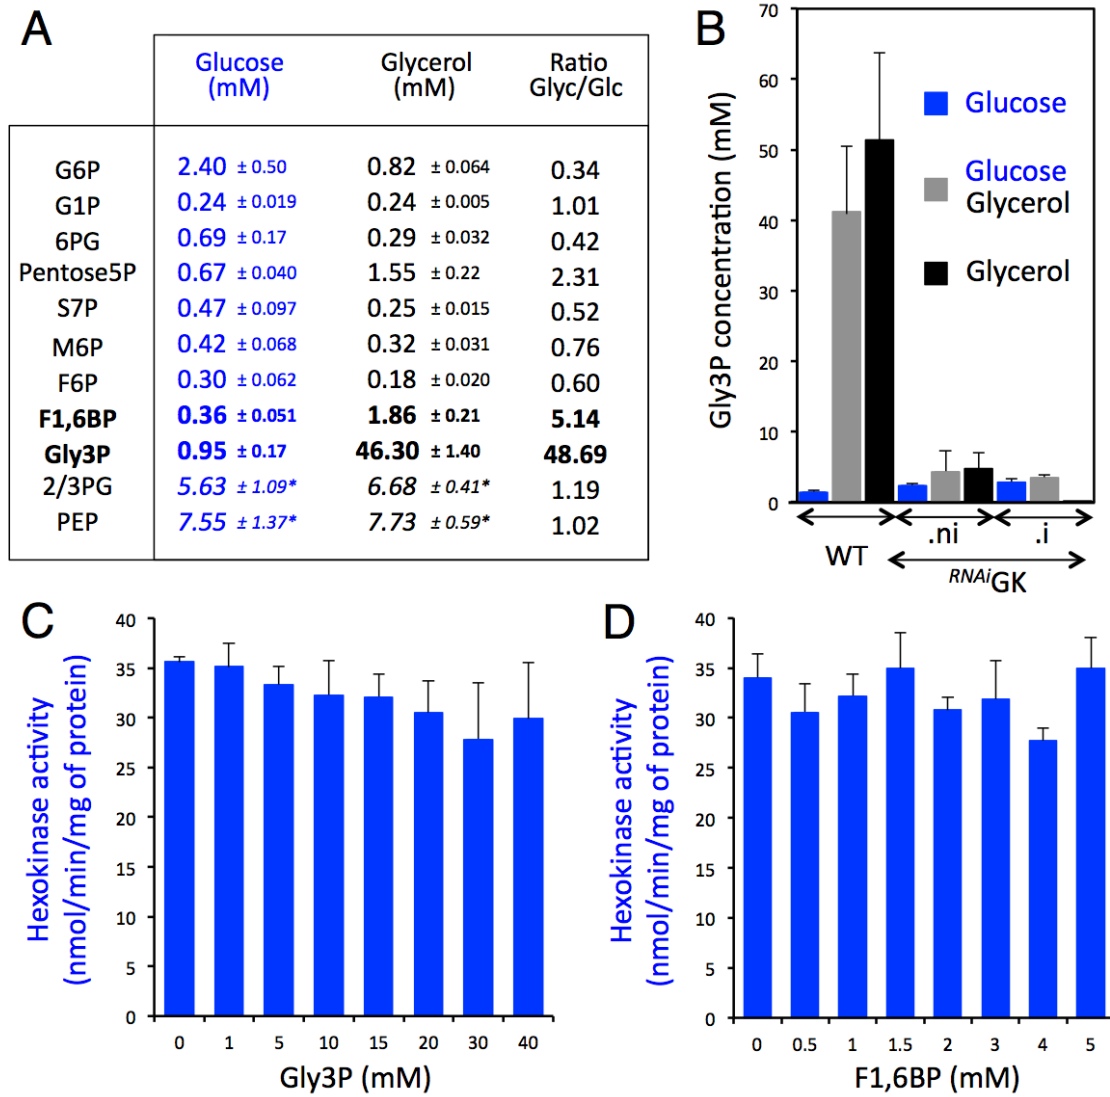 A
Glucose (mM) Glycerol (mM) Ratio Glyc/Glc
G6P 2.40 ± 0.50 0.82 ± 0.064 0.34
G1P 0.24 ± 0.019 0.24 ± 0.005 1.01
6PG 0.69 ± 0.17 0.29 ± 0.032 0.42
Pentose5P 0.67 ± 0.040 1.55 ± 0.22 2.31
S7P 0.47 ± 0.097 0.25 ± 0.015 0.52
M6P 0.42 ± 0.068 0.32 ± 0.031 0.76
F6P 0.30 ± 0.062 0.18 ± 0.020 0.60
F1,6BP 0.36 ± 0.051 1.86 ± 0.21 5.14
Gly3P 0.95 ± 0.17 46.30 ± 1.40 48.69
2/3PG 5.63 ± 1.09* 6.68 ± 0.41* 1.19
PEP 7.55 ± 1.37* 7.73 ± 0.59* 1.02
B
Gly3P concentration (mM)
70
60
50
40
30
20
10
0
Glucose
Glucose
Glycerol
Glycerol
WT .ni .i
RNAiGK
C
Hexokinase activity
(nmol/min/mg of protein)
40
35
30
25
20
15
10
5
0
0 1 5 10 15 20 30 40
Gly3P (mM)
D
Hexokinase activity
(nmol/min/mg of protein)
40
35
30
25
20
15
10
5
0
0 0.5 1 1.5 2 3 4 5
F1,6BP (mM)